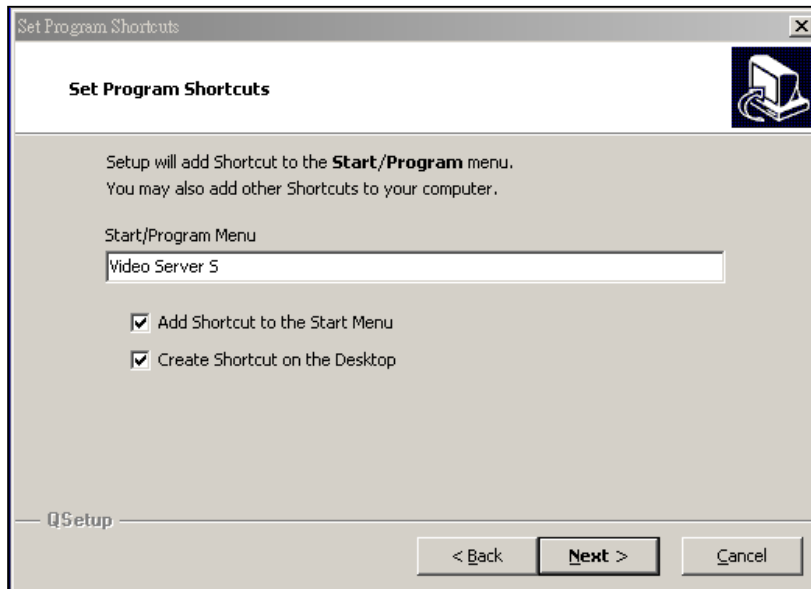 Set Program Shortcuts
Set Program Shortcuts
Setup will add Shortcut to the Start/Program menu.
You may also add other Shortcuts to your computer.
Start/Program Menu
Video Server S
Add Shortcut to the Start Menu
Create Shortcut on the Desktop
QSetup
< Back Next > Cancel